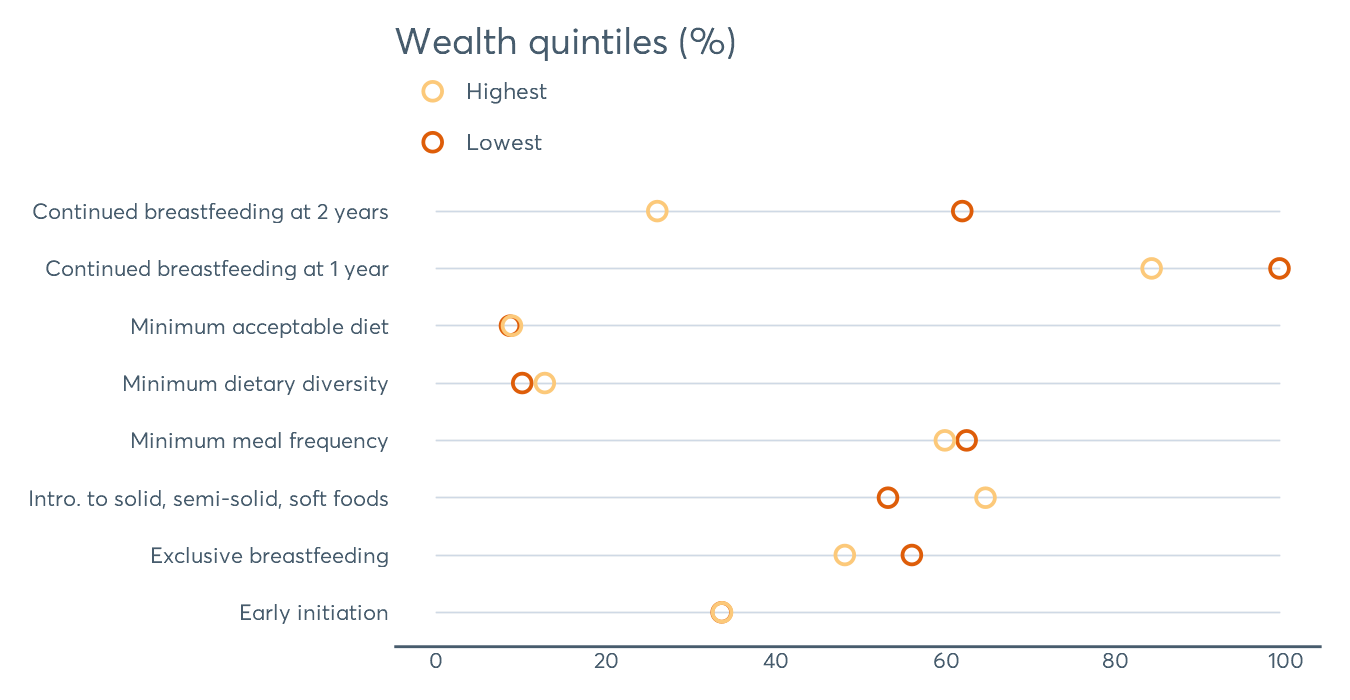 Wealth quintiles (%)
Highest
Lowest
Continued breastfeeding at 2 years
Continued breastfeeding at 1 year
Minimum acceptable diet
Minimum dietary diversity
Minimum meal frequency
Intro. to solid, semi-solid, soft foods
Exclusive breastfeeding
Early initiation
0 20 40 60 80 100